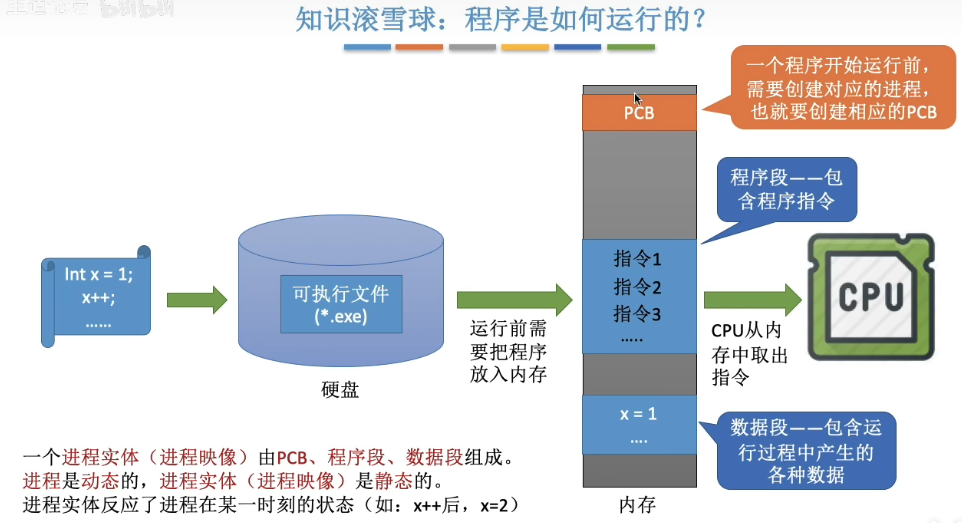 知识滚雪球：程序是如何运行的？
一个程序开始运行前，
需要创建对应的进程，
也就要创建相应的PCB
PCB
程序段——包
含程序指令
Int x = 1;
x++;
……
可执行文件
(*.exe)
硬盘
运行前需
要把程序
放入内存
指令1
指令2
指令3
…..
CPU从内
存中取出
指令
CPU
x = 1
….
内存
数据段——包含运
行过程中产生的
各种数据
一个进程实体（进程映像）由PCB、程序段、数据段组成。
进程是动态的，进程实体（进程映像）是静态的。
进程实体反应了进程在某一时刻的状态（如：x++后，x=2）